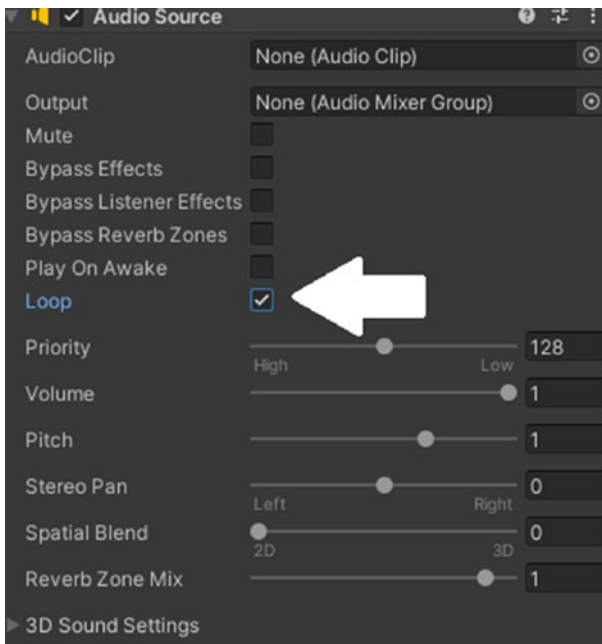 Audio Source
AudioClip None (Audio Clip)
Output None (Audio Mixer Group)
Mute
Bypass Effects
Bypass Listener Effects
Bypass Reverb Zones
Play On Awake
Loop
Priority 128
High Low
Volume 1
Pitch 1
Stereo Pan 0
Left Right
Spatial Blend 0
2D 3D
Reverb Zone Mix 1
3D Sound Settings